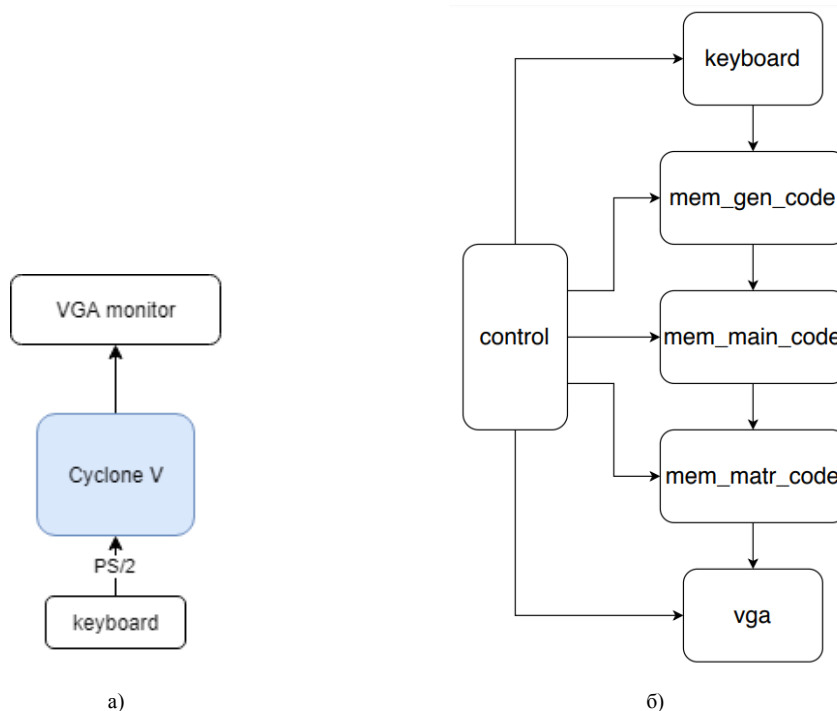 VGA monitor
Cyclone V
PS/2
keyboard
а)
keyboard
mem_gen_code
control
mem_main_code
mem_matr_code
vga
б)